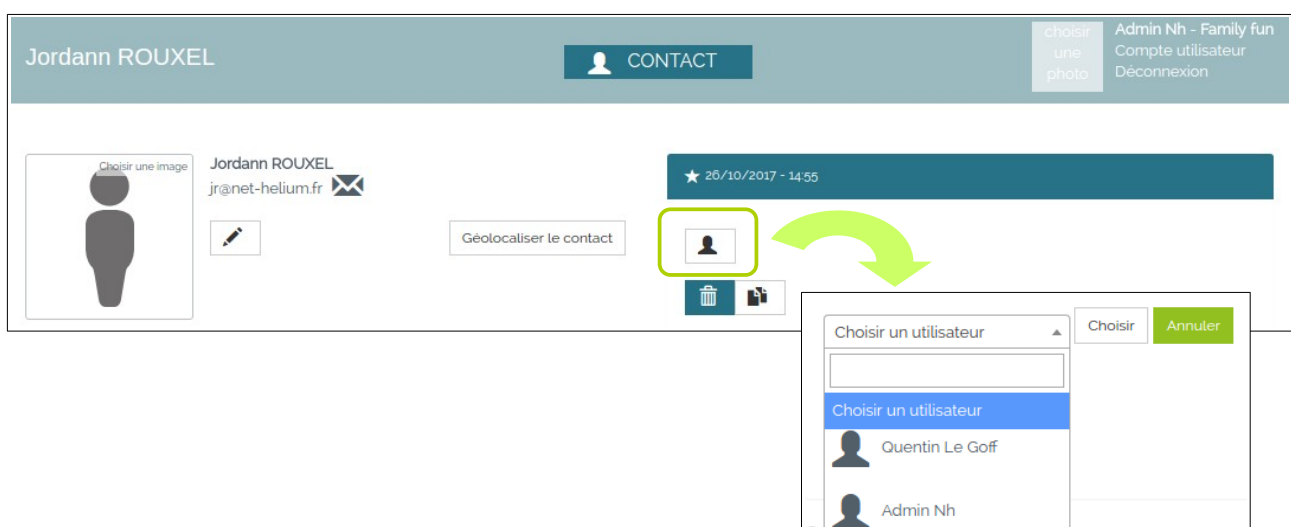 Jordann ROUXEL
CONTACT
choisir
une
photo
Admin Nh - Family fun
Compte utilisateur
Déconnexion
Choisir une image
Jordann ROUXEL
jr@net-helium.fr
Géolocaliser le contact
26/10/2017 - 14:55
Choisir un utilisateur
Choisir
Annuler
Choisir un utilisateur
Quentin Le Goff
Admin Nh